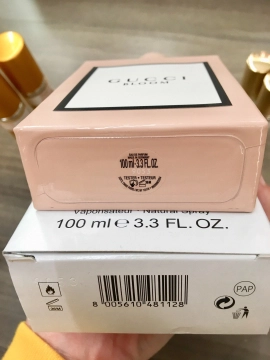 GUCCI
BLOOM
100 ml e 3.3 FL.OZ.
TESTER • TESTEUR
Vaporisateur - Natural Spray
100 ml e 3.3 FL. OZ.
8 005610 481128
PAP